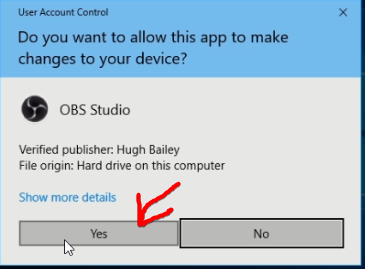 User Account Control
Do you want to allow this app to make
changes to your device?
OBS Studio
Verified publisher: Hugh Bailey
File origin: Hard drive on this computer
Show more details
Yes
No